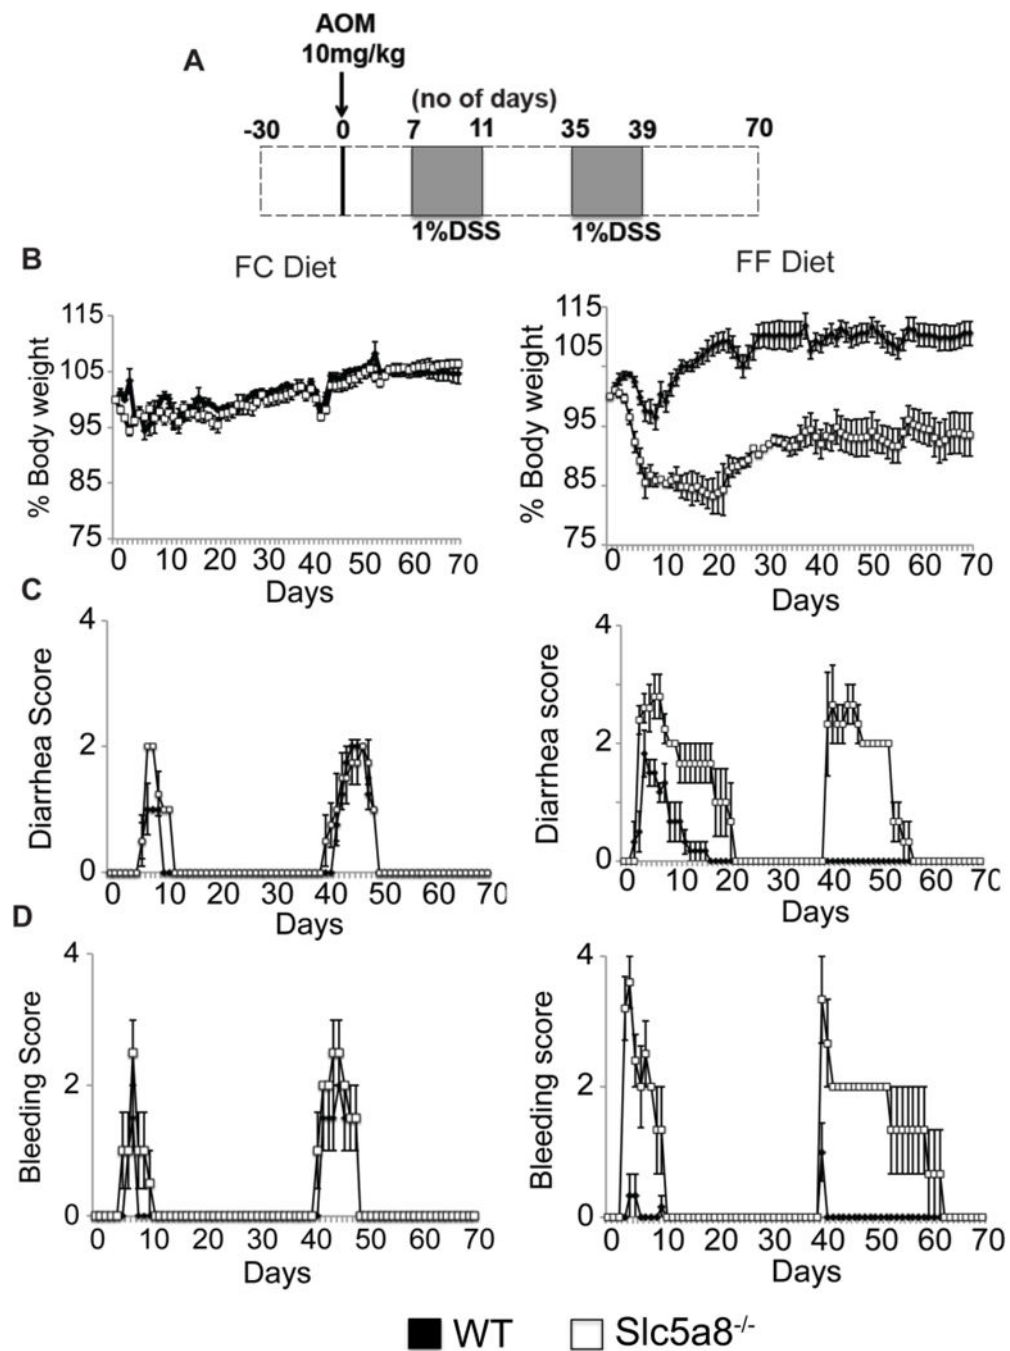 A
AOM
10mg/kg
(no of days)
-30 0 7 11 35 39 70
1%DSS 1%DSS
B
FC Diet
% Body weight
115
105
95
85
75
0 10 20 30 40 50 60 70
Days
FF Diet
% Body weight
115
105
95
85
75
0 10 20 30 40 50 60 70
Days
C
Diarrhea Score
4
2
0
0 10 20 30 40 50 60 70
Days
Diarrhea score
4
2
0
0 10 20 30 40 50 60 70
Days
D
Bleeding Score
4
2
0
0 10 20 30 40 50 60 70
Days
Bleeding score
4
2
0
0 10 20 30 40 50 60 70
Days
WT Slc5a8-/-